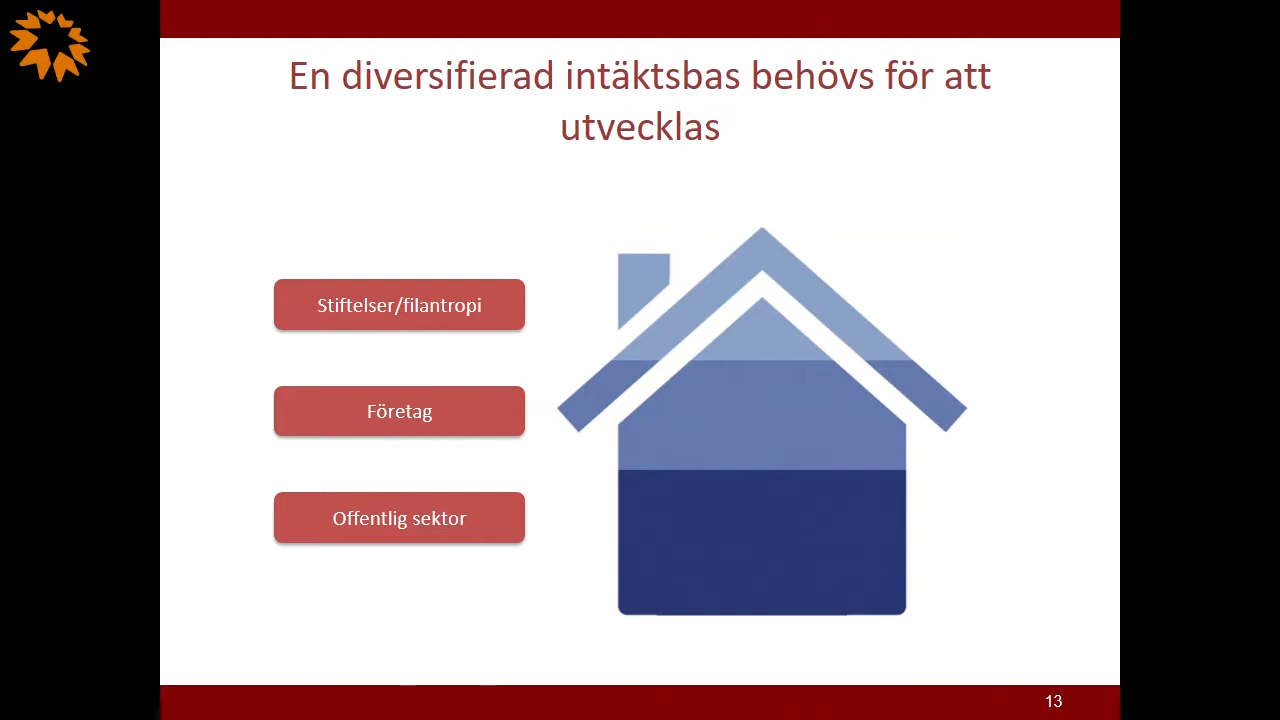 En diversifierad intäktsbas behövs för att
utvecklas
Stiftelser/filantropi
Företag
Offentlig sektor
13